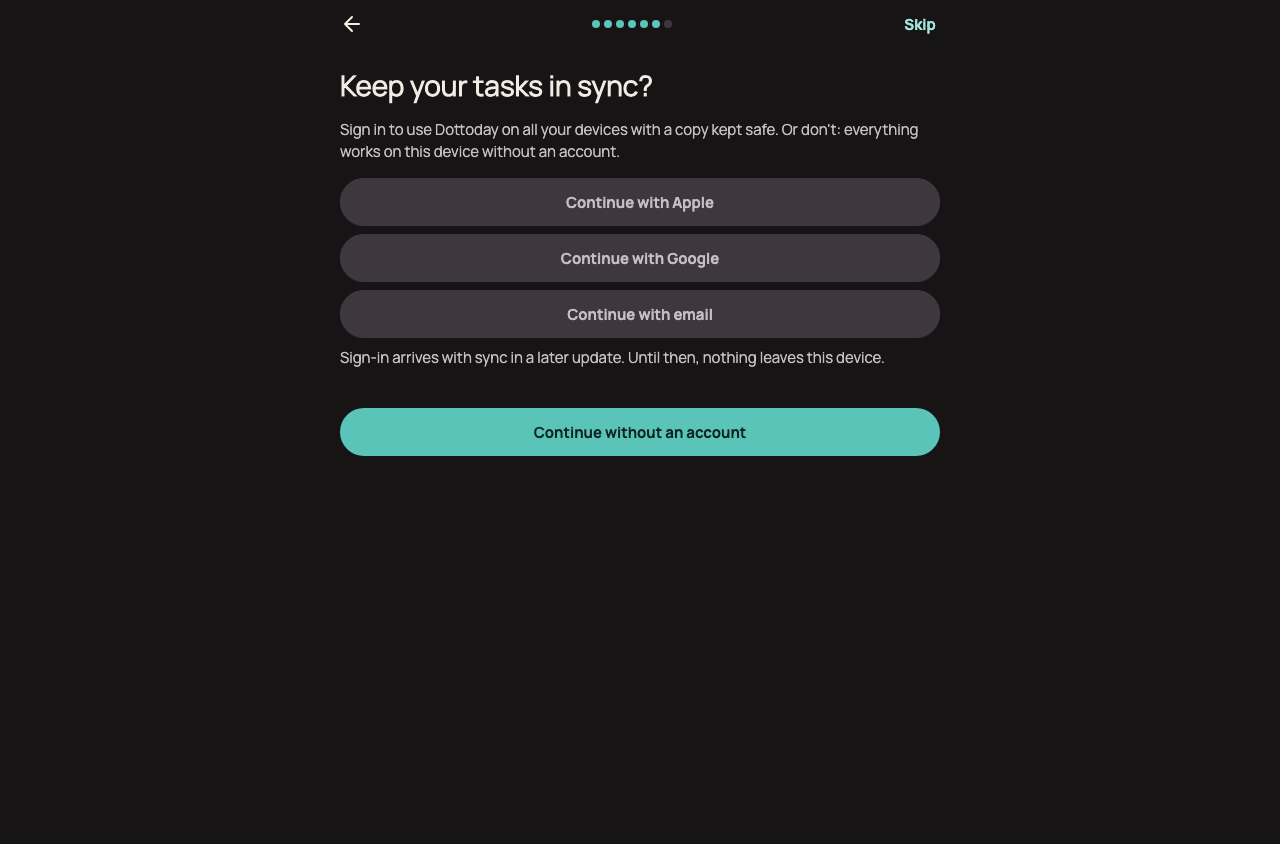 Skip
Keep your tasks in sync?
Sign in to use Dottoday on all your devices with a copy kept safe. Or don't: everything
works on this device without an account.
Continue with Apple
Continue with Google
Continue with email
Sign-in arrives with sync in a later update. Until then, nothing leaves this device.
Continue without an account